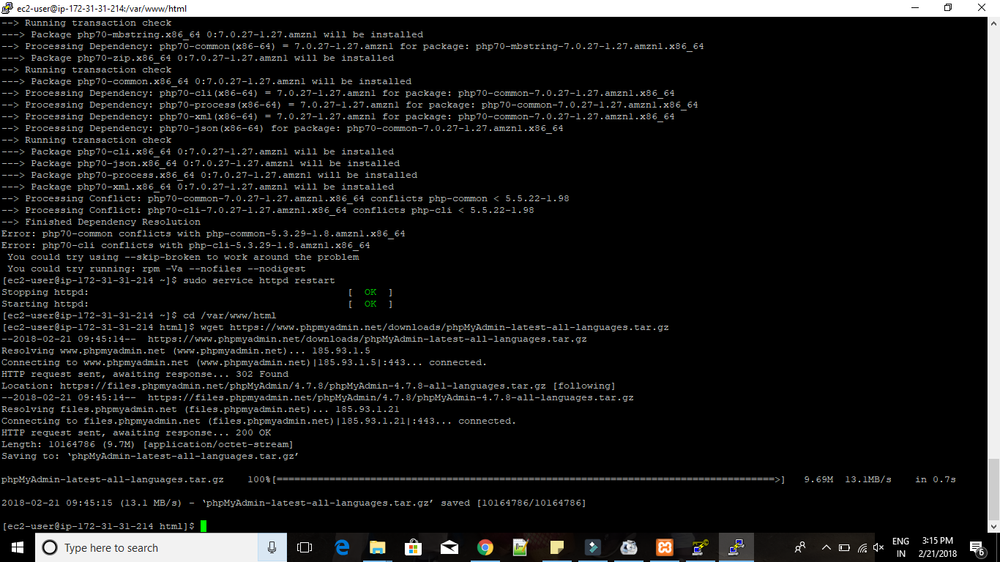 ec2-user@ip-172-31-31-214:/var/www/html
--> Running transaction check
---> Package php70-mbstring.x86_64 0:7.0.27-1.27.amzn1 will be installed
--> Processing Dependency: php70-common(x86-64) = 7.0.27-1.27.amzn1 for package: php70-mbstring-7.0.27-1.27.amzn1.x86_64
---> Package php70-zip.x86_64 0:7.0.27-1.27.amzn1 will be installed
--> Running transaction check
---> Package php70-common.x86_64 0:7.0.27-1.27.amzn1 will be installed
--> Processing Dependency: php70-cli(x86-64) = 7.0.27-1.27.amzn1 for package: php70-common-7.0.27-1.27.amzn1.x86_64
--> Processing Dependency: php70-process(x86-64) = 7.0.27-1.27.amzn1 for package: php70-common-7.0.27-1.27.amzn1.x86_64
--> Processing Dependency: php70-xml(x86-64) = 7.0.27-1.27.amzn1 for package: php70-common-7.0.27-1.27.amzn1.x86_64
--> Processing Dependency: php70-json(x86-64) for package: php70-common-7.0.27-1.27.amzn1.x86_64
--> Running transaction check
---> Package php70-cli.x86_64 0:7.0.27-1.27.amzn1 will be installed
---> Package php70-json.x86_64 0:7.0.27-1.27.amzn1 will be installed
---> Package php70-process.x86_64 0:7.0.27-1.27.amzn1 will be installed
---> Package php70-xml.x86_64 0:7.0.27-1.27.amzn1 will be installed
--> Processing Conflict: php70-common-7.0.27-1.27.amzn1.x86_64 conflicts php-common < 5.5.22-1.98
--> Processing Conflict: php70-cli-7.0.27-1.27.amzn1.x86_64 conflicts php-cli < 5.5.22-1.98
--> Finished Dependency Resolution
Error: php70-common conflicts with php-common-5.3.29-1.8.amzn1.x86_64
Error: php70-cli conflicts with php-cli-5.3.29-1.8.amzn1.x86_64
 You could try using --skip-broken to work around the problem
 You could try running: rpm -Va --nofiles --nodigest
[ec2-user@ip-172-31-31-214 ~]$ sudo service httpd restart
Stopping httpd:                                            [  OK  ]
Starting httpd:                                            [  OK  ]
[ec2-user@ip-172-31-31-214 ~]$ cd /var/www/html
[ec2-user@ip-172-31-31-214 html]$ wget https://www.phpmyadmin.net/downloads/phpMyAdmin-latest-all-languages.tar.gz
--2018-02-21 09:45:14--  https://www.phpmyadmin.net/downloads/phpMyAdmin-latest-all-languages.tar.gz
Resolving www.phpmyadmin.net (www.phpmyadmin.net)... 185.93.1.5
Connecting to www.phpmyadmin.net (www.phpmyadmin.net)|185.93.1.5|:443... connected.
HTTP request sent, awaiting response... 302 Found
Location: https://files.phpmyadmin.net/phpMyAdmin/4.7.8/phpMyAdmin-4.7.8-all-languages.tar.gz [following]
--2018-02-21 09:45:14--  https://files.phpmyadmin.net/phpMyAdmin/4.7.8/phpMyAdmin-4.7.8-all-languages.tar.gz
Resolving files.phpmyadmin.net (files.phpmyadmin.net)... 185.93.1.21
Connecting to files.phpmyadmin.net (files.phpmyadmin.net)|185.93.1.21|:443... connected.
HTTP request sent, awaiting response... 200 OK
Length: 10164786 (9.7M) [application/octet-stream]
Saving to: ‘phpMyAdmin-latest-all-languages.tar.gz’
phpMyAdmin-latest-all-languages.tar.gz    100%[=====================================================================================>]   9.69M  13.1MB/s    in 0.7s
2018-02-21 09:45:15 (13.1 MB/s) - ‘phpMyAdmin-latest-all-languages.tar.gz’ saved [10164786/10164786]
[ec2-user@ip-172-31-31-214 html]$
Type here to search
ENG
IN
3:15 PM
2/21/2018
6